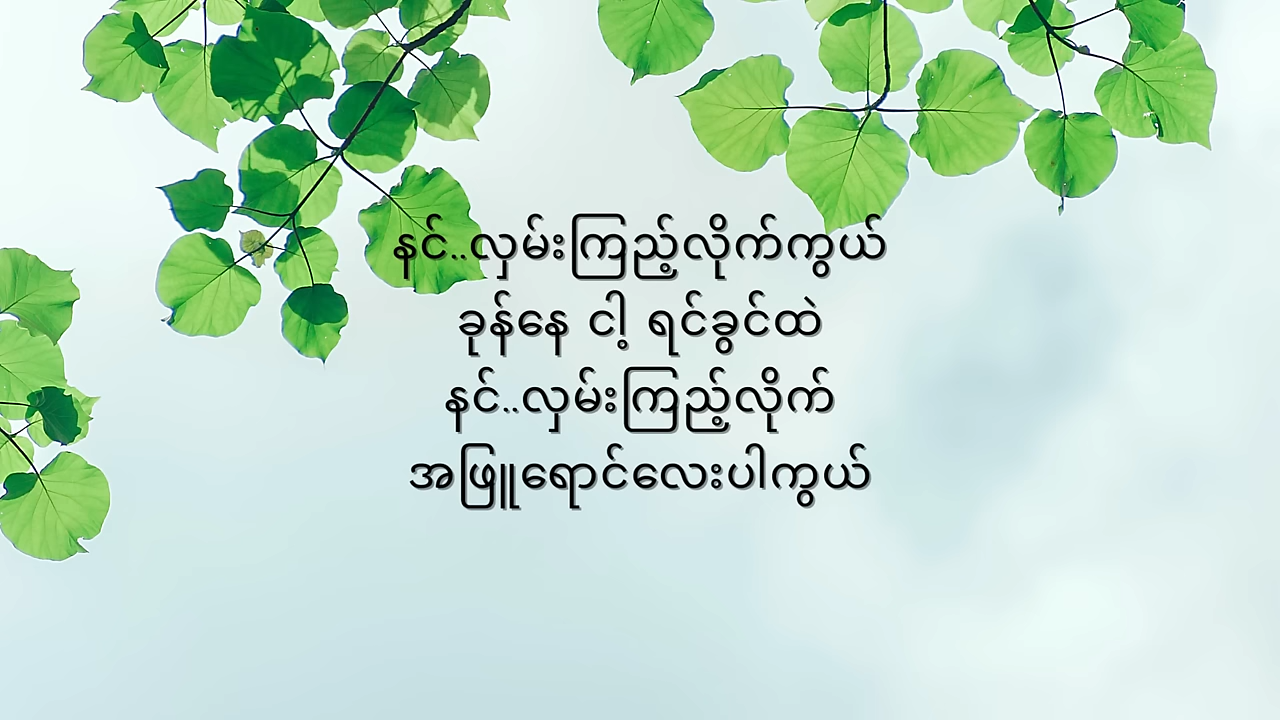 နင်..လှမ်းကြည့်လိုက်ကွယ်
ခုန်နေ ငါ့ ရင်ခွင်ထဲ
နင်..လှမ်းကြည့်လိုက်
အဖြူရောင်လေးပါကွယ်